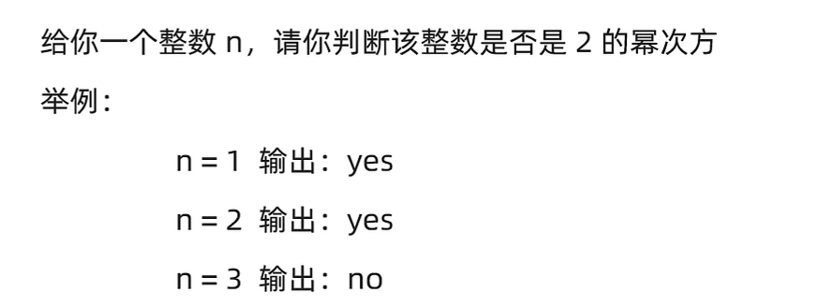 给你一个整数 n，请你判断该整数是否是 2 的幂次方
举例：
n = 1 输出：yes
n = 2 输出：yes
n = 3 输出：no